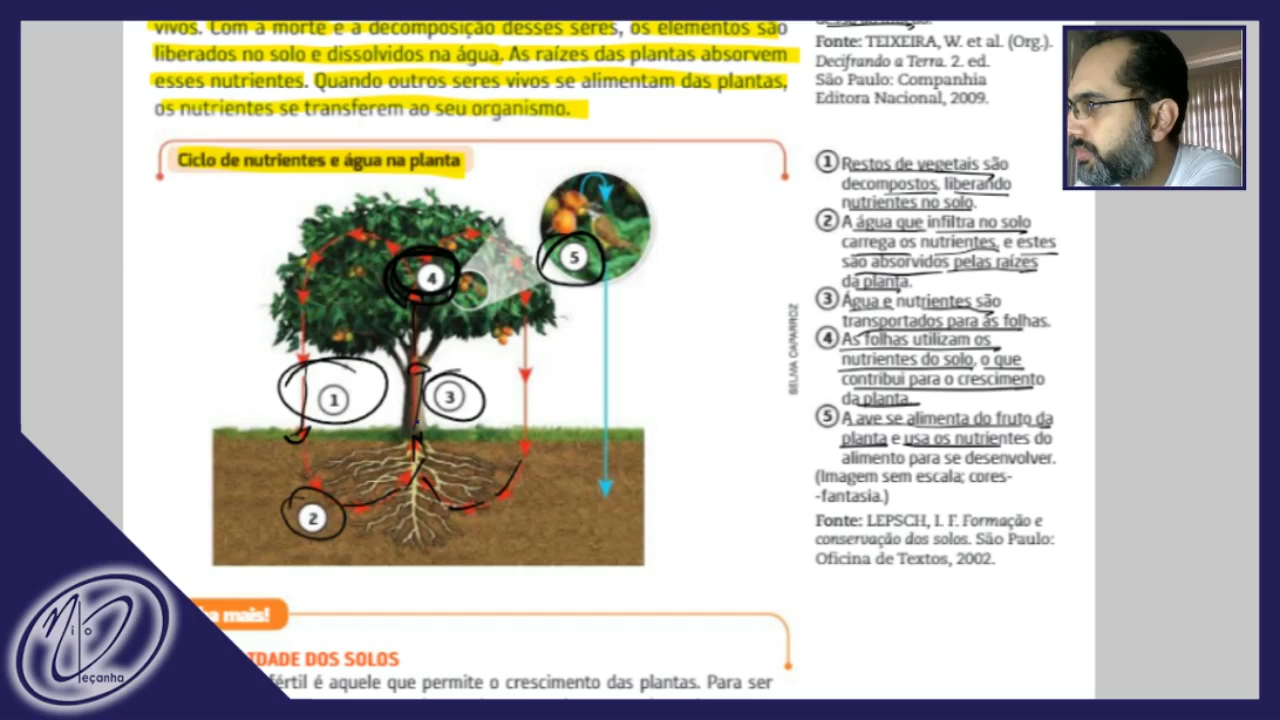 vivos. Com a morte e a decomposição desses seres, os elementos são
liberados no solo e dissolvidos na água. As raízes das plantas absorvem
esses nutrientes. Quando outros seres vivos se alimentam das plantas,
os nutrientes se transferem ao seu organismo.
Fonte: TEIXEIRA, W. et al. (Org.).
Decifrando a Terra. 2. ed.
São Paulo: Companhia
Editora Nacional, 2009.
Ciclo de nutrientes e água na planta
5
4
1
3
2
BELMA CAPARROZ
1 Restos de vegetais são
decompostos, liberando
nutrientes no solo.
2 A água que infiltra no solo
carrega os nutrientes, e estes
são absorvidos pelas raízes
da planta.
3 Água e nutrientes são
transportados para as folhas.
4 As folhas utilizam os
nutrientes do solo, o que
contribui para o crescimento
da planta.
5 A ave se alimenta do fruto da
planta e usa os nutrientes do
alimento para se desenvolver.
(Imagem sem escala; cores-
-fantasia.)
Fonte: LEPSCH, I. F. Formação e
conservação dos solos. São Paulo:
Oficina de Textos, 2002.
mais!
IDADE DOS SOLOS
fértil é aquele que permite o crescimento das plantas. Para ser
eçanha